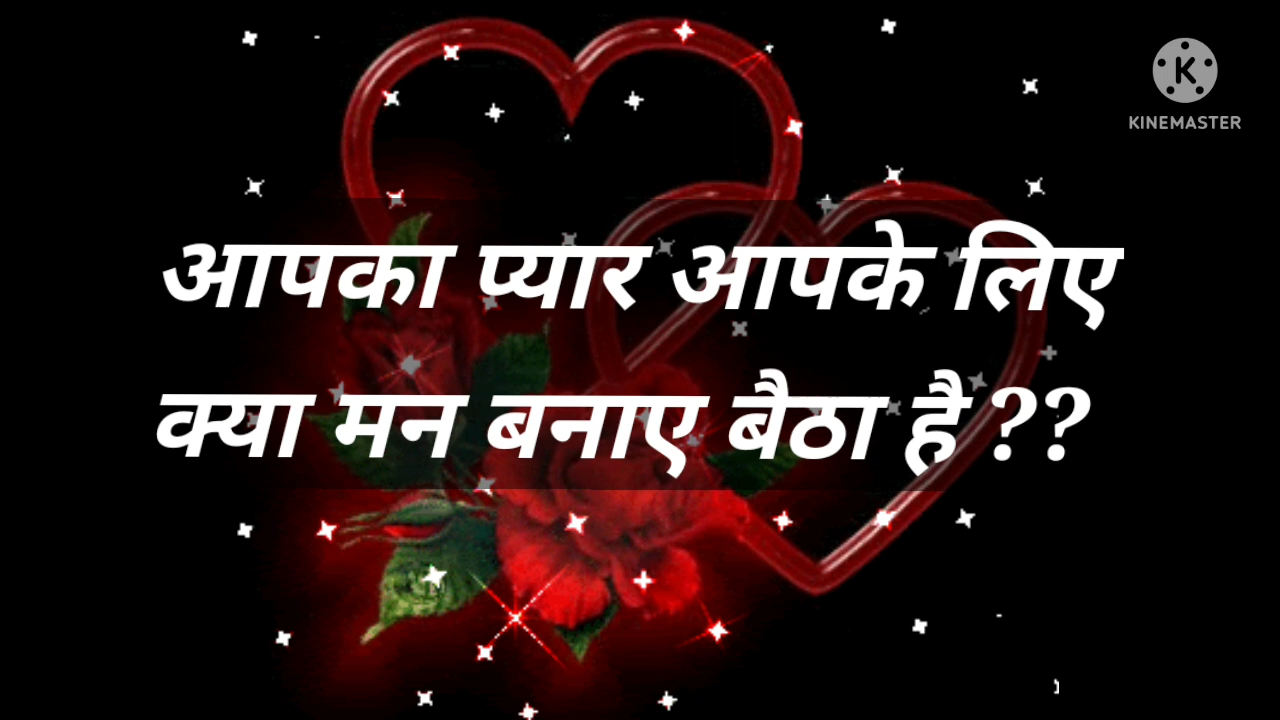 KINEMASTER
आपका प्यार आपके लिए
क्या मन बनाए बैठा है ??